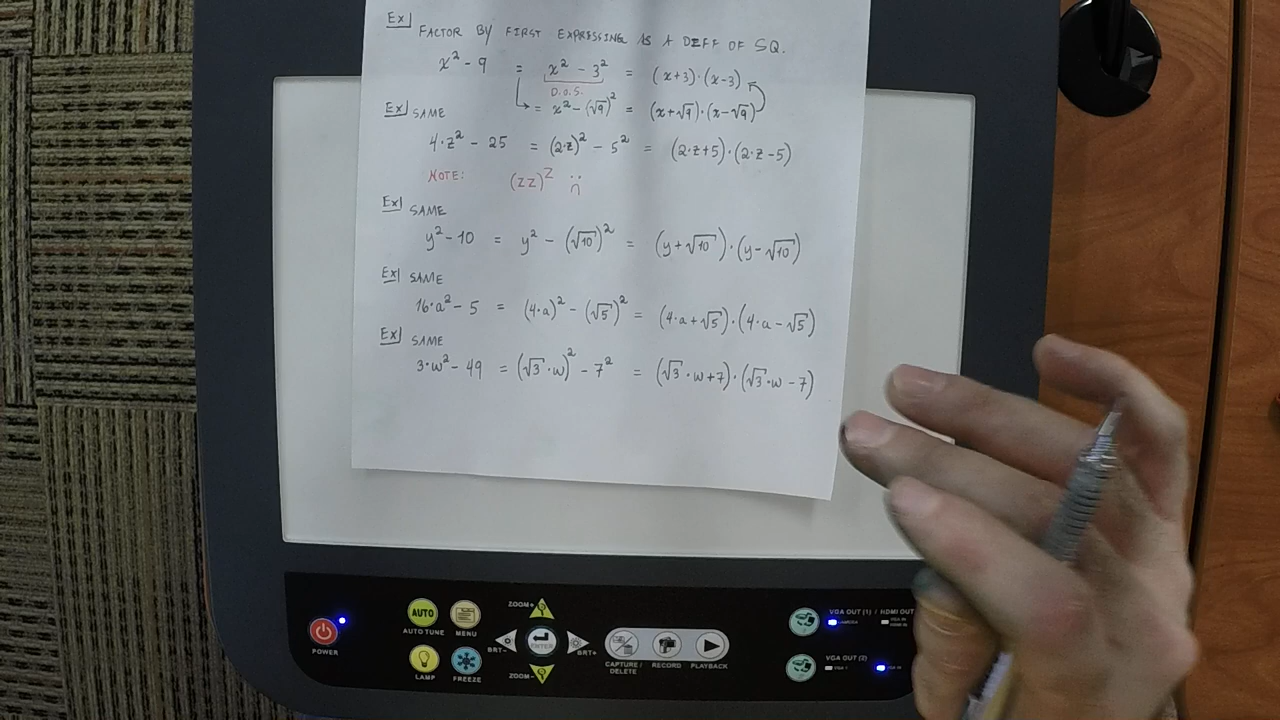 Ex FACTOR BY FIRST EXPRESSING AS A DIFF OF SQ.
x² - 9 = x² - 3² = (x+3)·(x-3)
D.O.S.
= x² - (√9)² = (x+√9)·(x-√9)
Ex SAME
4·z² - 25 = (2·z)² - 5² = (2·z+5)·(2·z-5)
NOTE: (zz)^z
Ex SAME
y² - 10 = y² - (√10)² = (y+√10)·(y-√10)
Ex SAME
16·a² - 5 = (4·a)² - (√5)² = (4·a+√5)·(4·a-√5)
Ex SAME
3·w² - 49 = (√3·w)² - 7² = (√3·w+7)·(√3·w-7)
POWER
AUTO
AUTO TUNE
MENU
LAMP
FREEZE
ZOOM+
BRT-
ENTER
BRT+
ZOOM-
CAPTURE / DELETE
RECORD
PLAYBACK
VGA OUT (1) / HDMI OUT
VGA OUT (2)